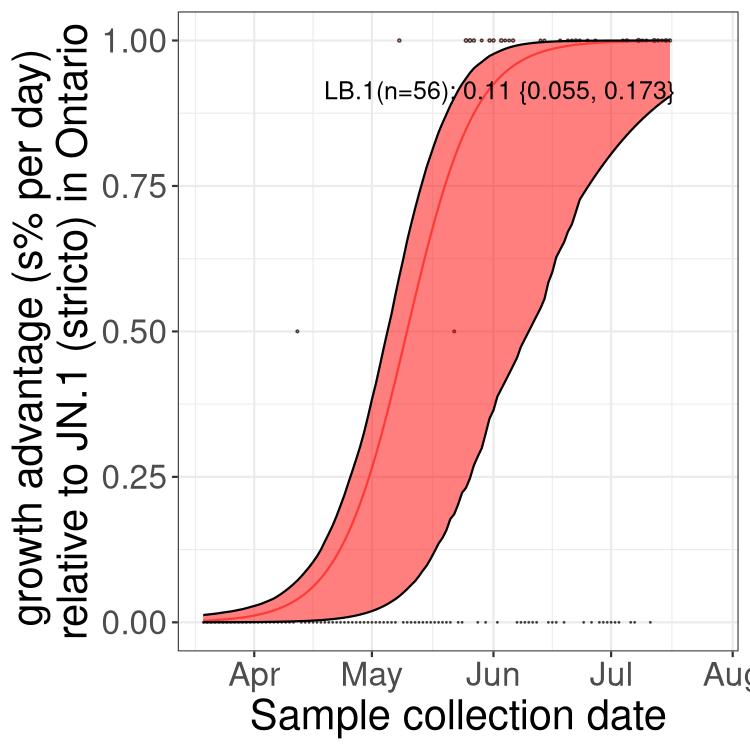 growth advantage (s% per day)
relative to JN.1 (stricto) in Ontario
1.00
0.75
0.50
0.25
0.00
LB.1(n=56): 0.11 {0.055, 0.173}
Apr May Jun Jul Aug
Sample collection date